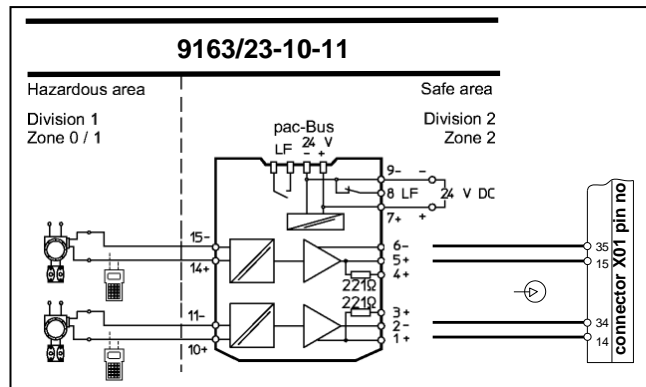 9163/23-10-11
Hazardous area
Safe area
Division 1
Zone 0 / 1
Division 2
Zone 2
pac-Bus
LF 24 V
- +
9- -
8 LF 24 V DC
7+ +
15-
14+
6-
5+
4+
221Ω
221Ω
11-
10+
3+
2-
1+
35
15
34
14
connector X01 pin no